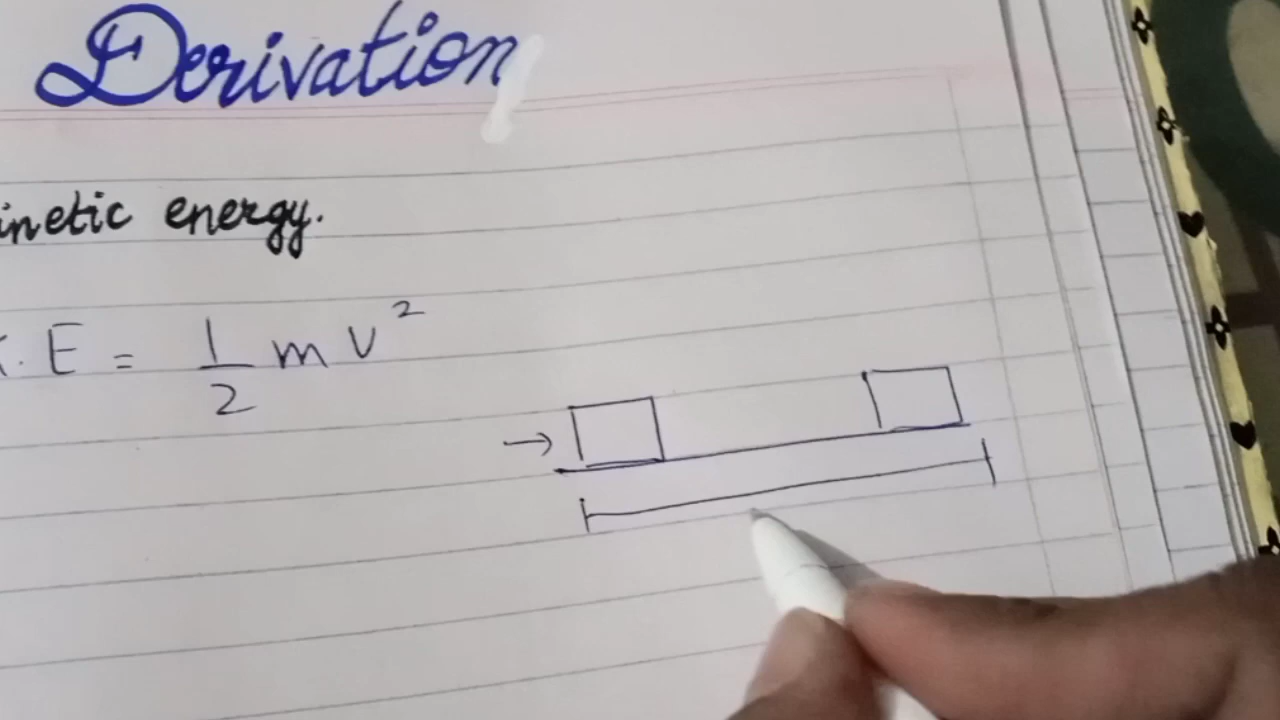 Derivation
inetic energy.
. E = 1/2 m v²